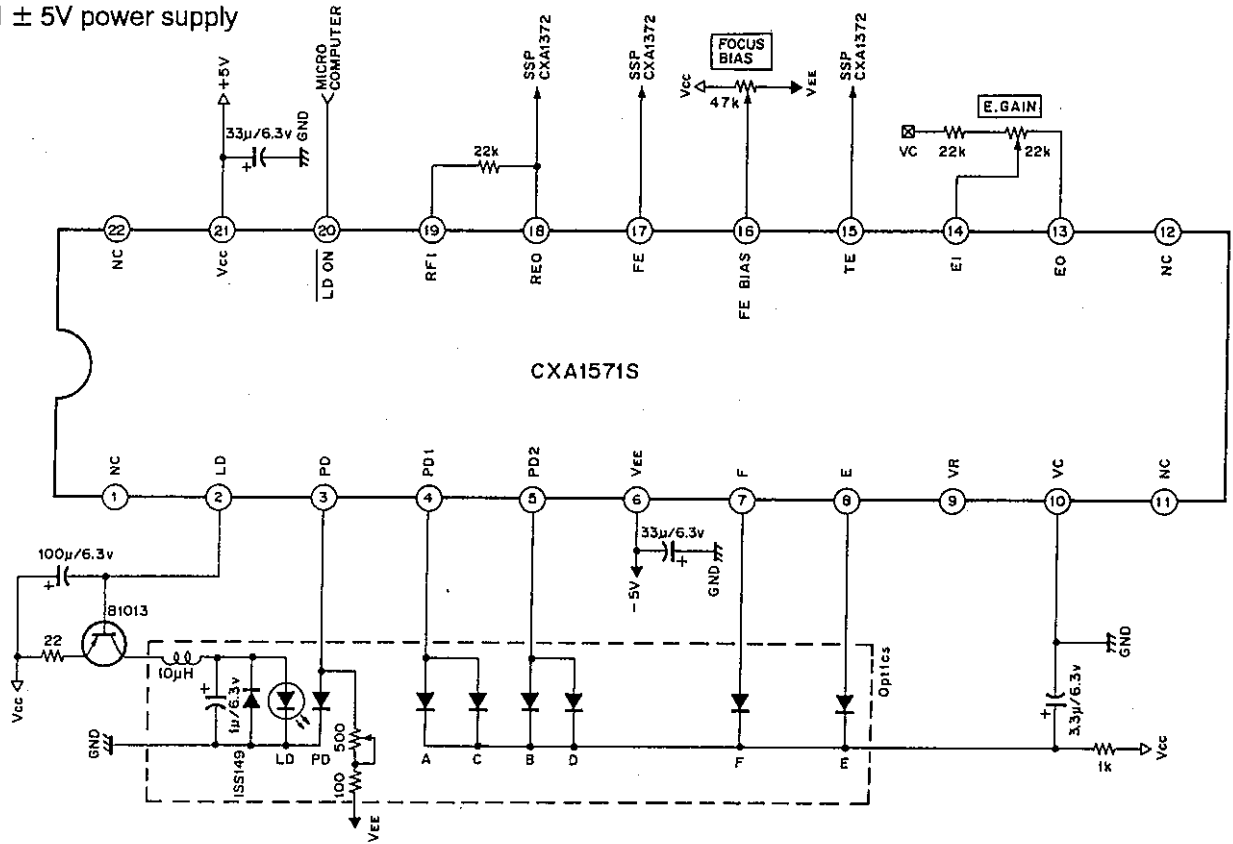 ± 5V power supply
+5V
33μ/6.3v
GND
MICRO
COMPUTER
22k
SSP
CXA1372
SSP
CXA1372
FOCUS
BIAS
Vcc
47k
VEE
SSP
CXA1372
E.GAIN
VC
22k
22k
22
21
20
19
18
17
16
15
14
13
12
NC
Vcc
LD ON
RFI
REO
FE
FE BIAS
TE
EI
EO
NC
CXA1571S
NC
LD
PD
PD1
PD2
VEE
F
E
VR
VC
NC
1
2
3
4
5
6
7
8
9
10
11
100μ/6.3v
+
81013
22
Vcc
10μH
+
1μ/6.3v
GND
1SS149
LD
PD
500
100
VEE
33μ/6.3v
+
-5V
GND
A
C
B
D
F
E
Optics
GND
3.3μ/6.3v
+
1k
Vcc